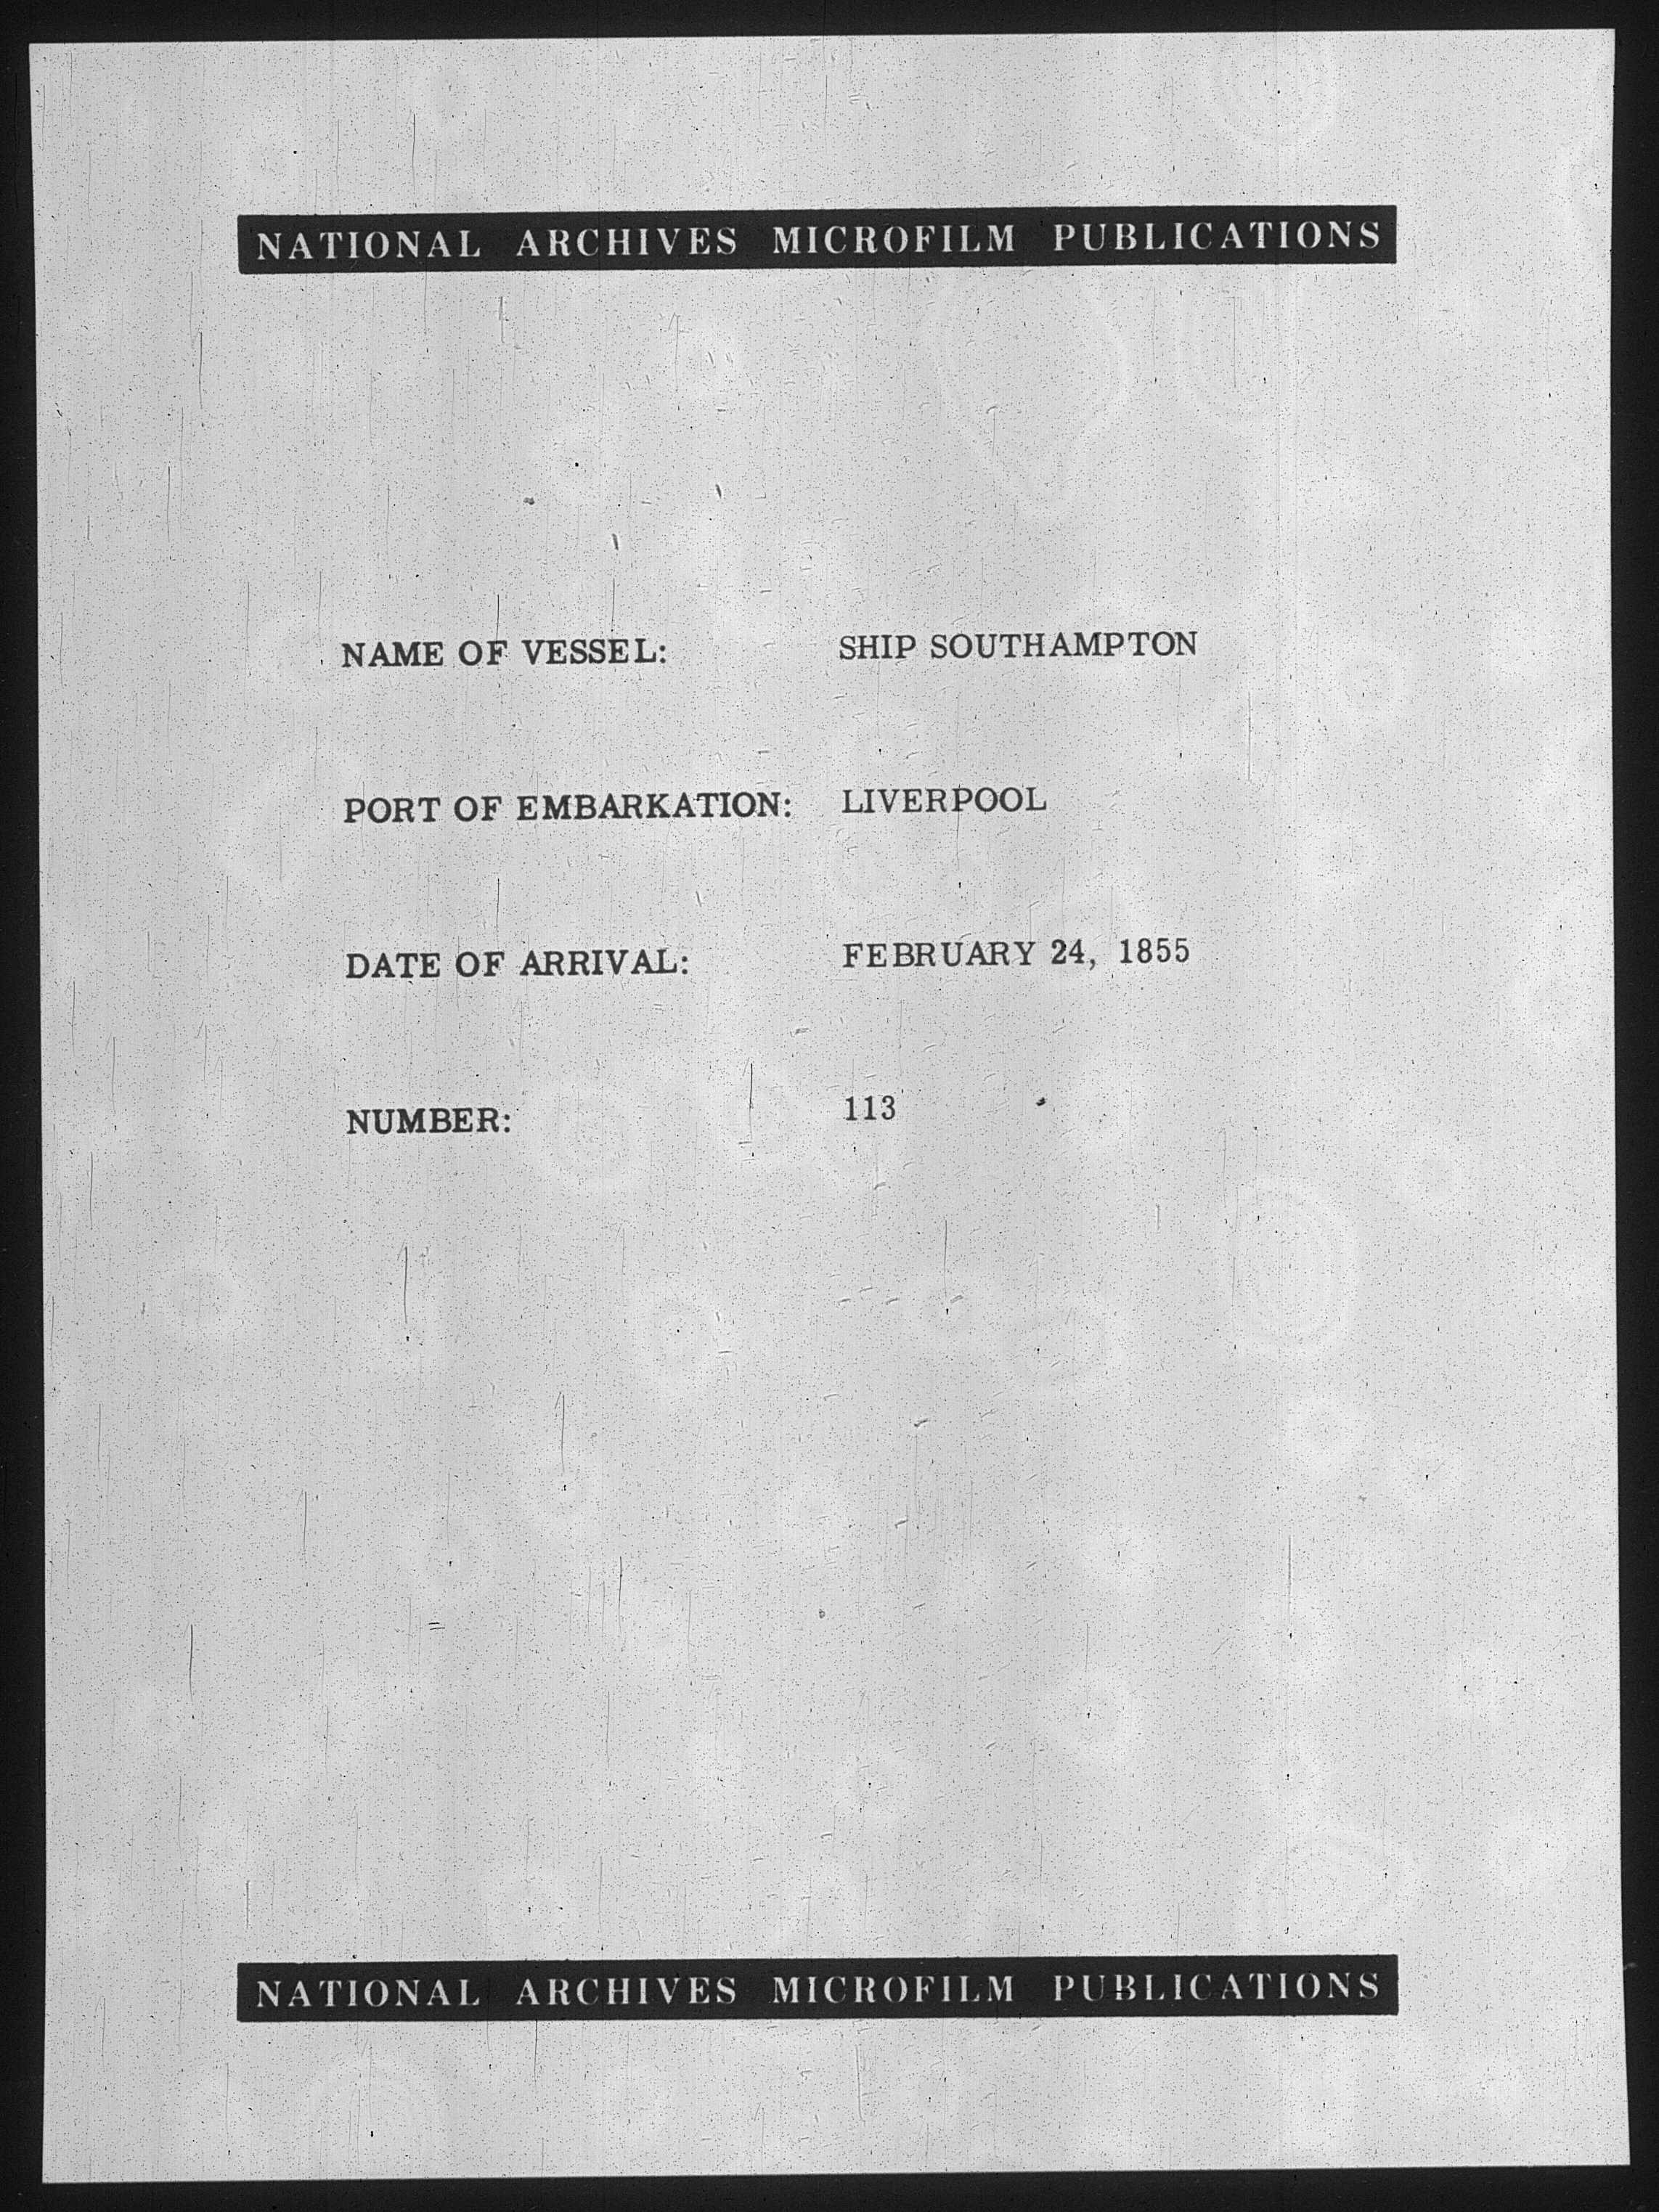 NATIONAL ARCHIVES MICROFILM PUBLICATIONS
NAME OF VESSEL: SHIP SOUTHAMPTON
PORT OF EMBARKATION: LIVERPOOL
DATE OF ARRIVAL: FEBRUARY 24, 1855
NUMBER: 113
NATIONAL ARCHIVES MICROFILM PUBLICATIONS